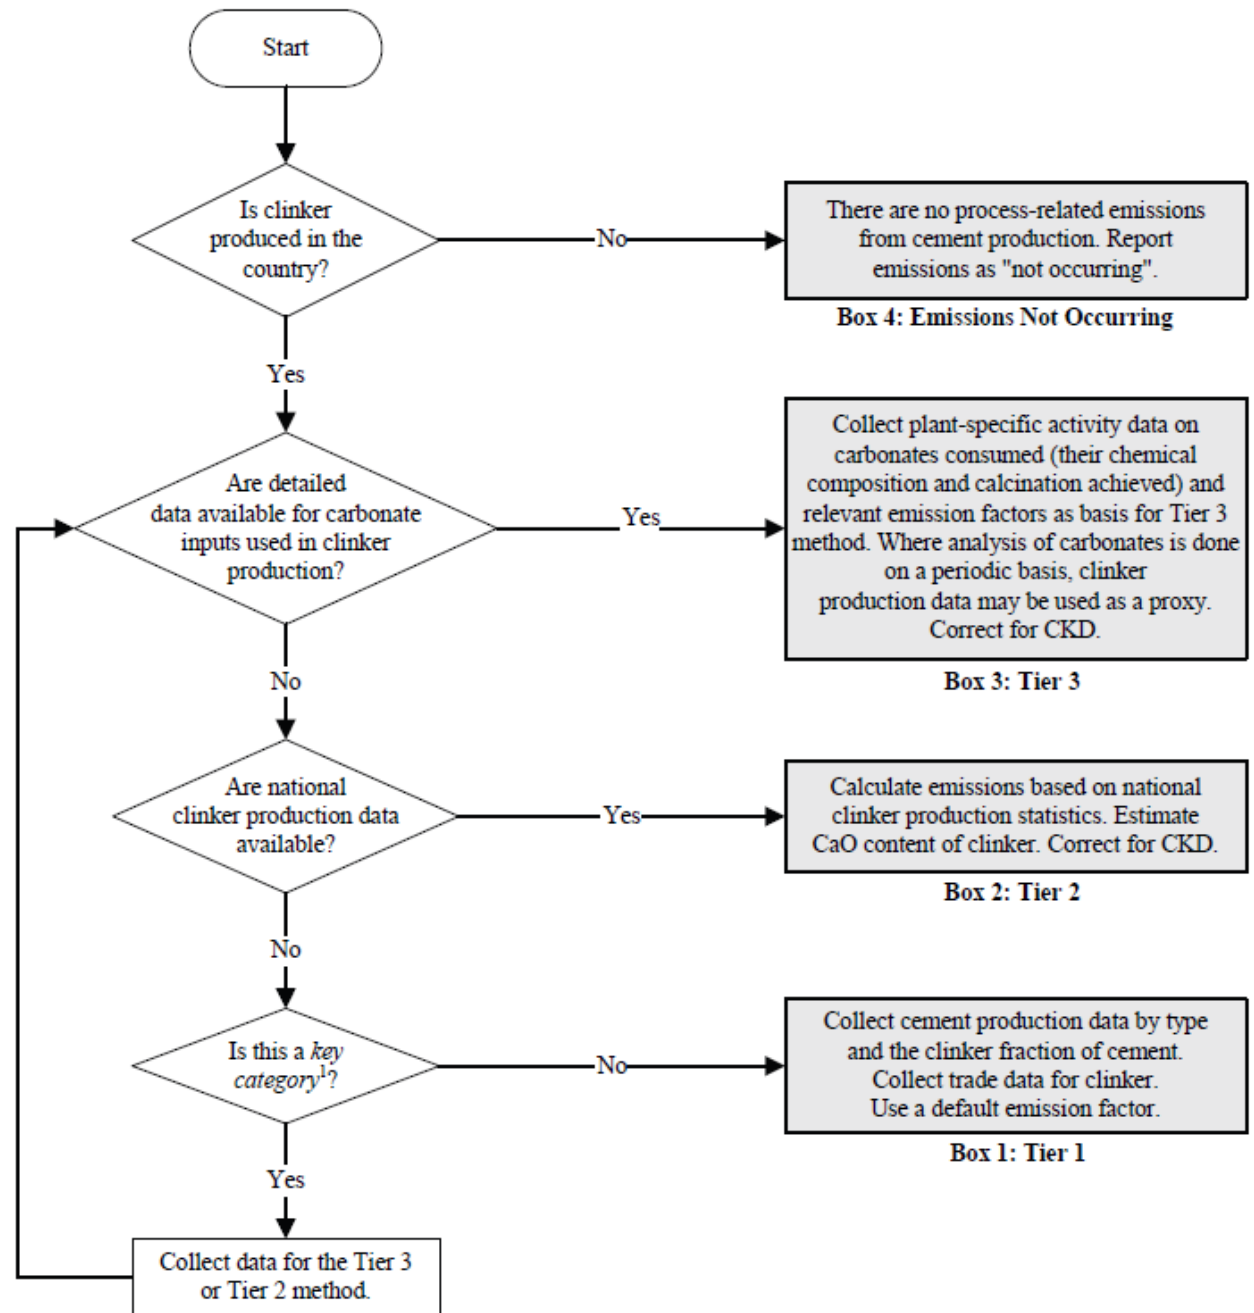 Start
Is clinker
produced in the
country?
No
There are no process-related emissions
from cement production. Report
emissions as "not occurring".
Box 4: Emissions Not Occurring
Yes
Are detailed
data available for carbonate
inputs used in clinker
production?
Yes
Collect plant-specific activity data on
carbonates consumed (their chemical
composition and calcination achieved) and
relevant emission factors as basis for Tier 3
method. Where analysis of carbonates is done
on a periodic basis, clinker
production data may be used as a proxy.
Correct for CKD.
Box 3: Tier 3
No
Are national
clinker production data
available?
Yes
Calculate emissions based on national
clinker production statistics. Estimate
CaO content of clinker. Correct for CKD.
Box 2: Tier 2
No
Is this a key
category¹?
No
Collect cement production data by type
and the clinker fraction of cement.
Collect trade data for clinker.
Use a default emission factor.
Box 1: Tier 1
Yes
Collect data for the Tier 3
or Tier 2 method.